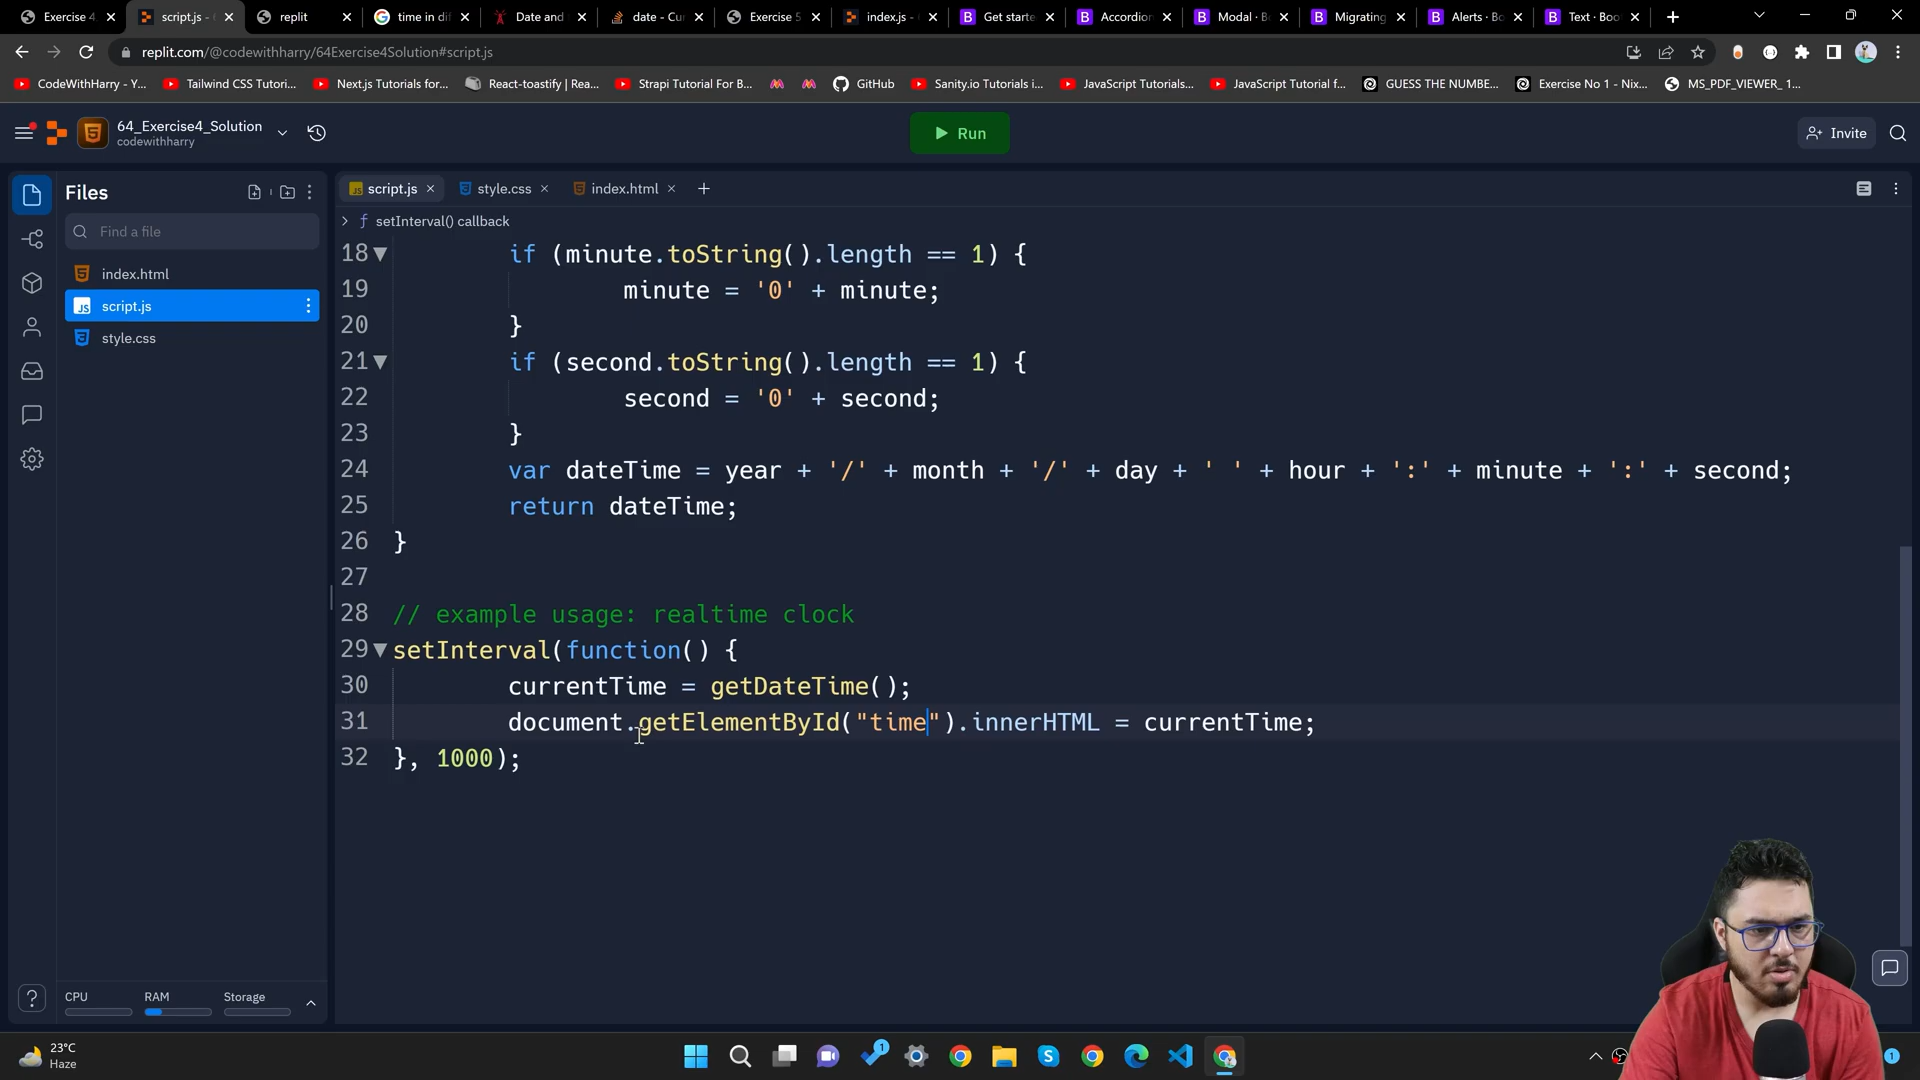 Exercise 4
script.js - 6
replit
time in dif
Date and
date - Cu
Exercise 5
index.js -
Get starte
Accordion
Modal · Bo
Migrating
Alerts · Bo
Text · Boo
replit.com/@codewithharry/64Exercise4Solution#script.js
CodeWithHarry - Y...
Tailwind CSS Tutori...
Next.js Tutorials for...
React-toastify | Rea...
Strapi Tutorial For B...
GitHub
Sanity.io Tutorials i...
JavaScript Tutorials...
JavaScript Tutorial f...
GUESS THE NUMBE...
Exercise No 1 - Nix...
MS_PDF_VIEWER_ 1...
64_Exercise4_Solution
codewithharry
Run
Invite
Files
script.js
style.css
index.html
Find a file
setInterval() callback
index.html
script.js
style.css
18 if (minute.toString().length == 1) {
19 minute = '0' + minute;
20 }
21 if (second.toString().length == 1) {
22 second = '0' + second;
23 }
24 var dateTime = year + '/' + month + '/' + day + ' ' + hour + ':' + minute + ':' + second;
25 return dateTime;
26 }
27
28 // example usage: realtime clock
29 setInterval(function() {
30 currentTime = getDateTime();
31 document.getElementById("time").innerHTML = currentTime;
32 }, 1000);
CPU
RAM
Storage
23°C
Haze
1
1